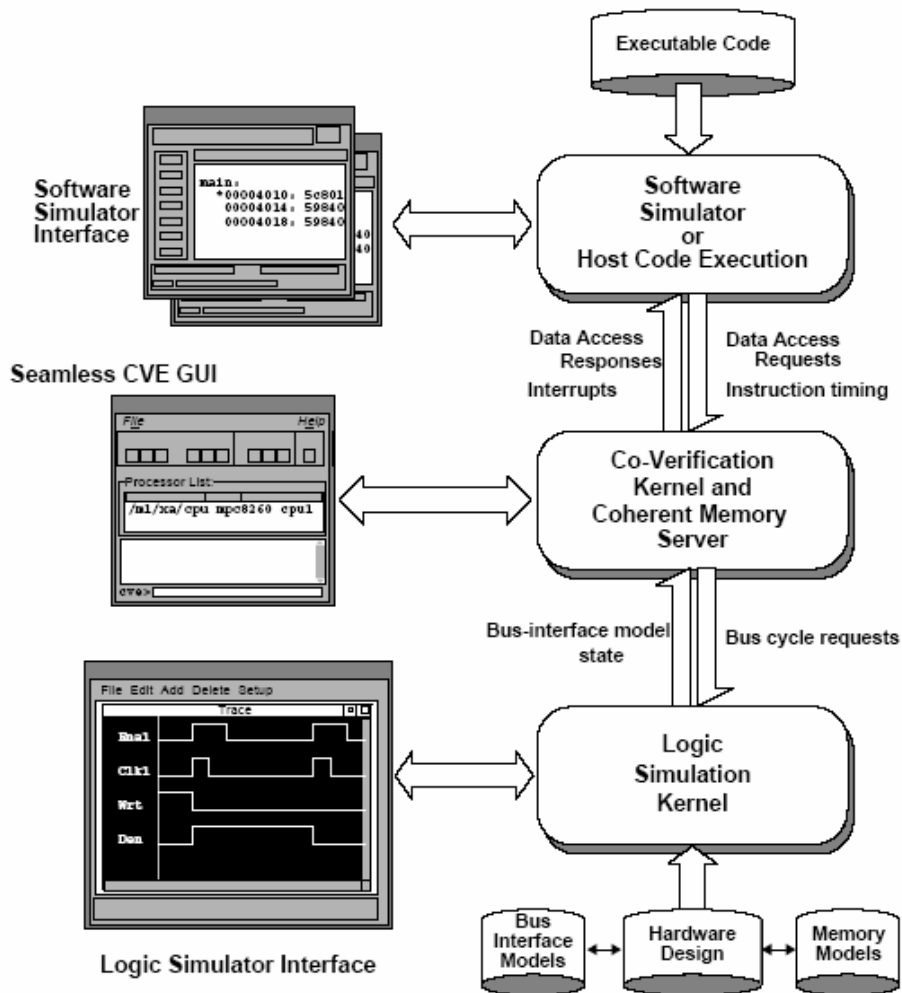 Executable Code
Software
Simulator
Interface
main:
*00004010: 5c801
00004014: 59840
00004018: 59840
40
40
Software
Simulator
or
Host Code Execution
Data Access
Responses
Interrupts
Data Access
Requests
Instruction timing
Seamless CVE GUI
File
Help
Processor List:
/m1/xa/cpu mpc8260 cpu1
cve>
Co-Verification
Kernel and
Coherent Memory
Server
Bus-interface model
state
Bus cycle requests
File Edit Add Delete Setup
Trace
Ena1
Clk1
Wrt
Den
Logic
Simulation
Kernel
Logic Simulator Interface
Bus
Interface
Models
Hardware
Design
Memory
Models